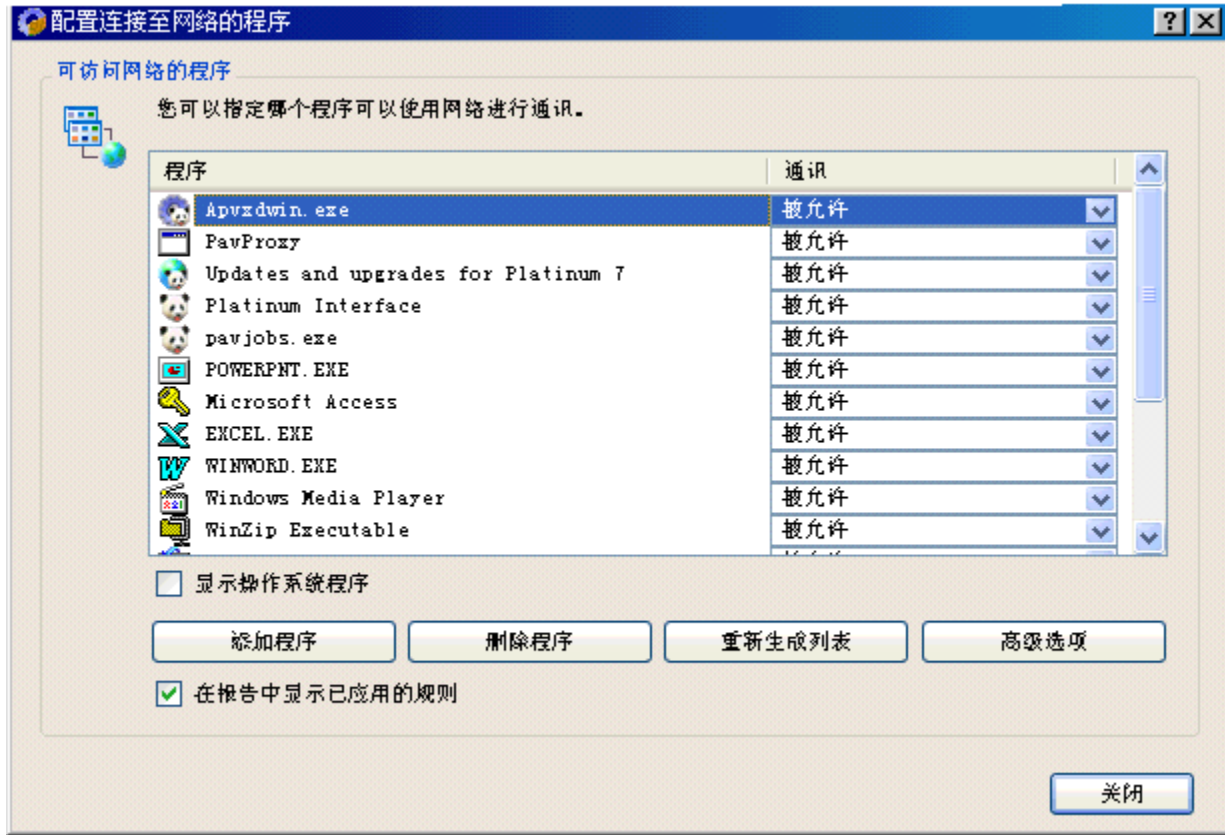 配置连接至网络的程序
可访问网络的程序
您可以指定哪个程序可以使用网络进行通讯。
程序 通讯
Apvxdwin.exe 被允许
PavProxy 被允许
Updates and upgrades for Platinum 7 被允许
Platinum Interface 被允许
pavjobs.exe 被允许
POWERPNT.EXE 被允许
Microsoft Access 被允许
EXCEL.EXE 被允许
WINWORD.EXE 被允许
Windows Media Player 被允许
WinZip Executable 被允许
显示操作系统程序
添加程序 删除程序 重新生成列表 高级选项
在报告中显示已应用的规则
关闭